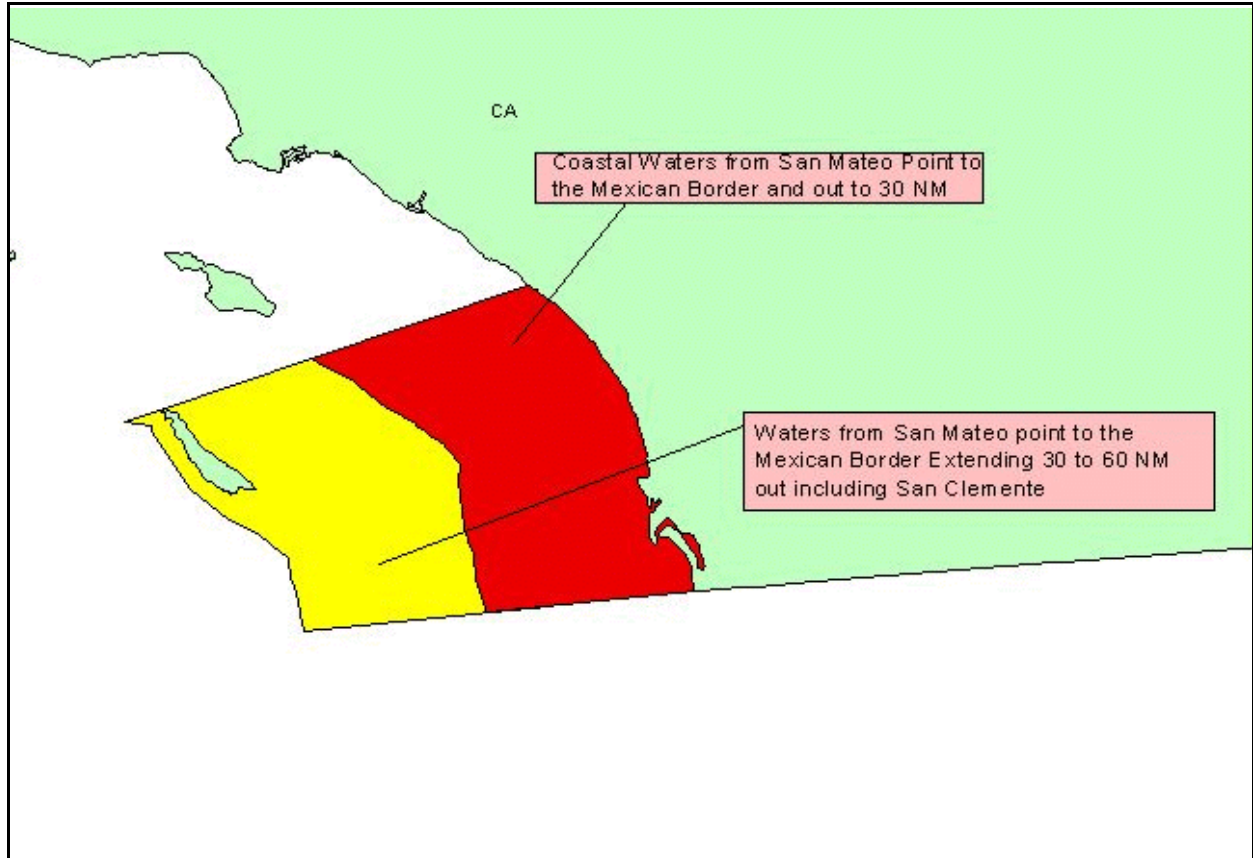 CA
Coastal Waters from San Mateo Point to
the Mexican Border and out to 30 NM
Waters from San Mateo point to the
Mexican Border Extending 30 to 60 NM
out including San Clemente